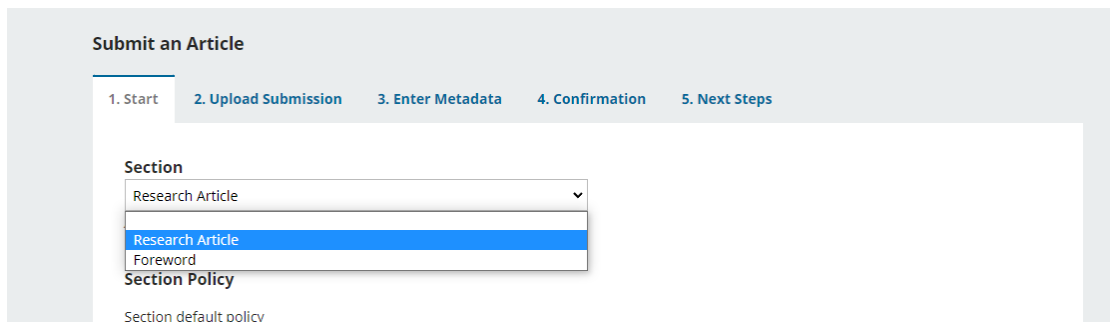 Submit an Article
1. Start 2. Upload Submission 3. Enter Metadata 4. Confirmation 5. Next Steps
Section
Research Article
Research Article
Foreword
Section Policy
Section default policy